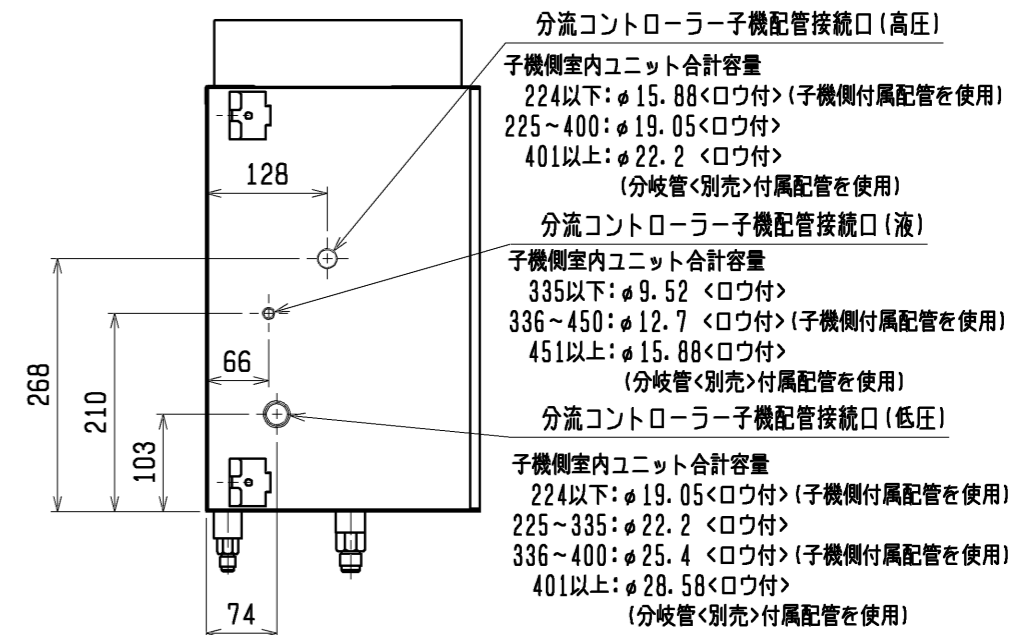 分流コントローラー子機配管接続口(高圧)
子機側室内ユニット合計容量
224以下:φ15.88<ロウ付>(子機側付属配管を使用)
225~400:φ19.05<ロウ付>
401以上:φ22.2 <ロウ付>
(分岐管<別売>付属配管を使用)
128
分流コントローラー子機配管接続口(液)
子機側室内ユニット合計容量
335以下:φ9.52 <ロウ付>
336~450:φ12.7 <ロウ付>(子機側付属配管を使用)
451以上:φ15.88<ロウ付>
(分岐管<別売>付属配管を使用)
66
268
210
103
分流コントローラー子機配管接続口(低圧)
子機側室内ユニット合計容量
224以下:φ19.05<ロウ付>(子機側付属配管を使用)
225~335:φ22.2 <ロウ付>
336~400:φ25.4 <ロウ付>(子機側付属配管を使用)
401以上:φ28.58<ロウ付>
(分岐管<別売>付属配管を使用)
74